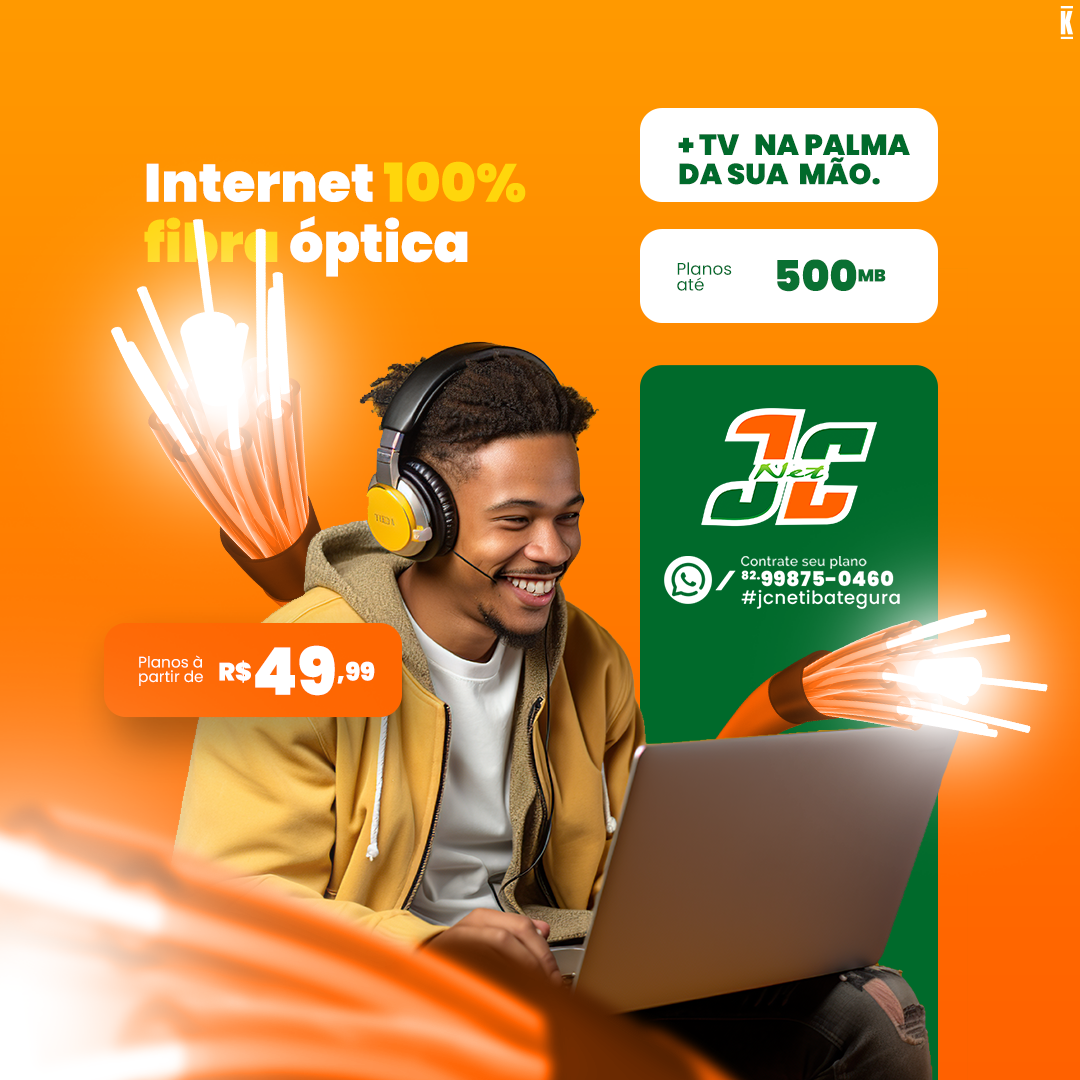 K
Internet 100%
fibra óptica
+TV NA PALMA
DA SUA MÃO.
Planos
até
500MB
JC
Net
Contrate seu plano
82.99875-0460
#jcnetibategura
Planos à
partir de
R$49,99